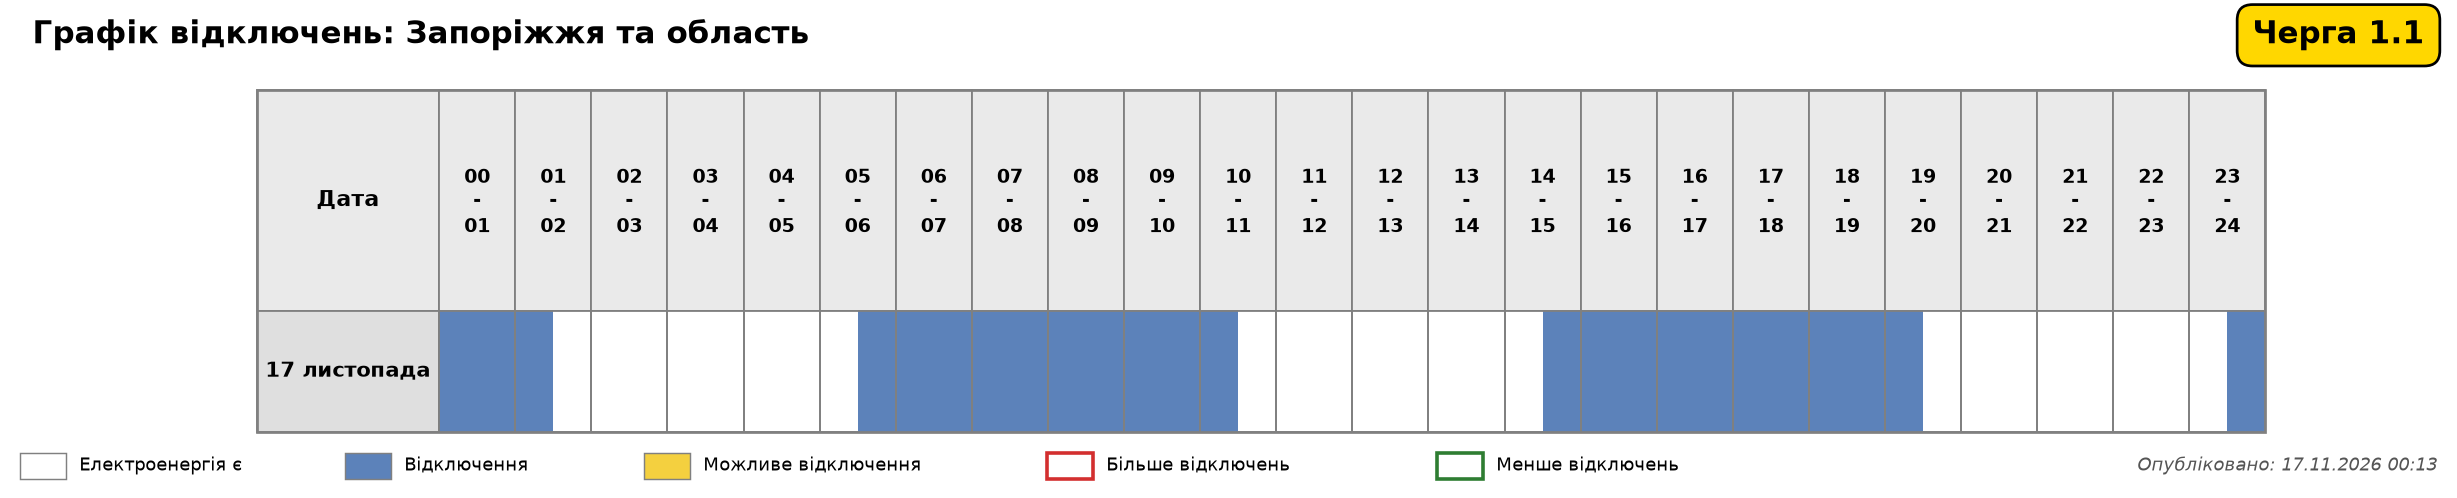 Графік відключень: Запоріжжя та область
Черга 1.1
Дата
00 - 01
01 - 02
02 - 03
03 - 04
04 - 05
05 - 06
06 - 07
07 - 08
08 - 09
09 - 10
10 - 11
11 - 12
12 - 13
13 - 14
14 - 15
15 - 16
16 - 17
17 - 18
18 - 19
19 - 20
20 - 21
21 - 22
22 - 23
23 - 24
17 листопада
Електроенергія є
Відключення
Можливе відключення
Більше відключень
Менше відключень
Опубліковано: 17.11.2026 00:13